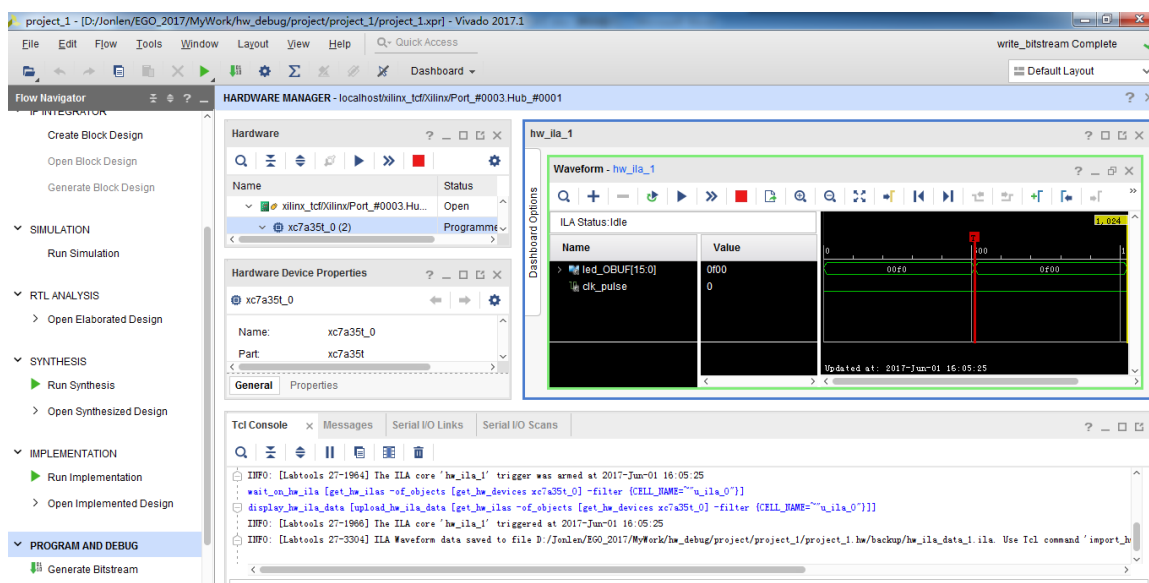 project_1 - [D:/Jonlen/EGO_2017/MyWork/hw_debug/project/project_1/project_1.xpr] - Vivado 2017.1
File Edit Flow Tools Window Layout View Help Q- Quick Access write_bitstream Complete
Dashboard Default Layout
Flow Navigator ? HARDWARE MANAGER - localhost/xilinx_tcf/Xilinx/Port_#0003.Hub_#0001 ?
IP INTEGRATOR
Create Block Design
Open Block Design
Generate Block Design
SIMULATION
Run Simulation
RTL ANALYSIS
Open Elaborated Design
SYNTHESIS
Run Synthesis
Open Synthesized Design
IMPLEMENTATION
Run Implementation
Open Implemented Design
PROGRAM AND DEBUG
Generate Bitstream
Hardware ?
Name Status
xilinx_tcf/Xilinx/Port_#0003.Hu... Open
xc7a35t_0 (2) Programme
Hardware Device Properties ?
xc7a35t_0
Name: xc7a35t_0
Part: xc7a35t
General Properties
hw_ila_1 ?
Dashboard Options
Waveform - hw_ila_1 ?
ILA Status:Idle 1,024
Name Value
0 500 1
led_OBUF[15:0] 0f00 00f0 0f00
clk_pulse 0
Updated at: 2017-Jun-01 16:05:25
Tcl Console × Messages Serial I/O Links Serial I/O Scans ?
INFO: [Labtools 27-1964] The ILA core 'hw_ila_1' trigger was armed at 2017-Jun-01 16:05:25
wait_on_hw_ila [get_hw_ilas -of_objects [get_hw_devices xc7a35t_0] -filter {CELL_NAME=~"u_ila_0"}]
display_hw_ila_data [upload_hw_ila_data [get_hw_ilas -of_objects [get_hw_devices xc7a35t_0] -filter {CELL_NAME=~"u_ila_0"}]]
INFO: [Labtools 27-1966] The ILA core 'hw_ila_1' triggered at 2017-Jun-01 16:05:25
INFO: [Labtools 27-3304] ILA Waveform data saved to file D:/Jonlen/EGO_2017/MyWork/hw_debug/project/project_1/project_1.hw/backup/hw_ila_data_1.ila. Use Tcl command 'import_h